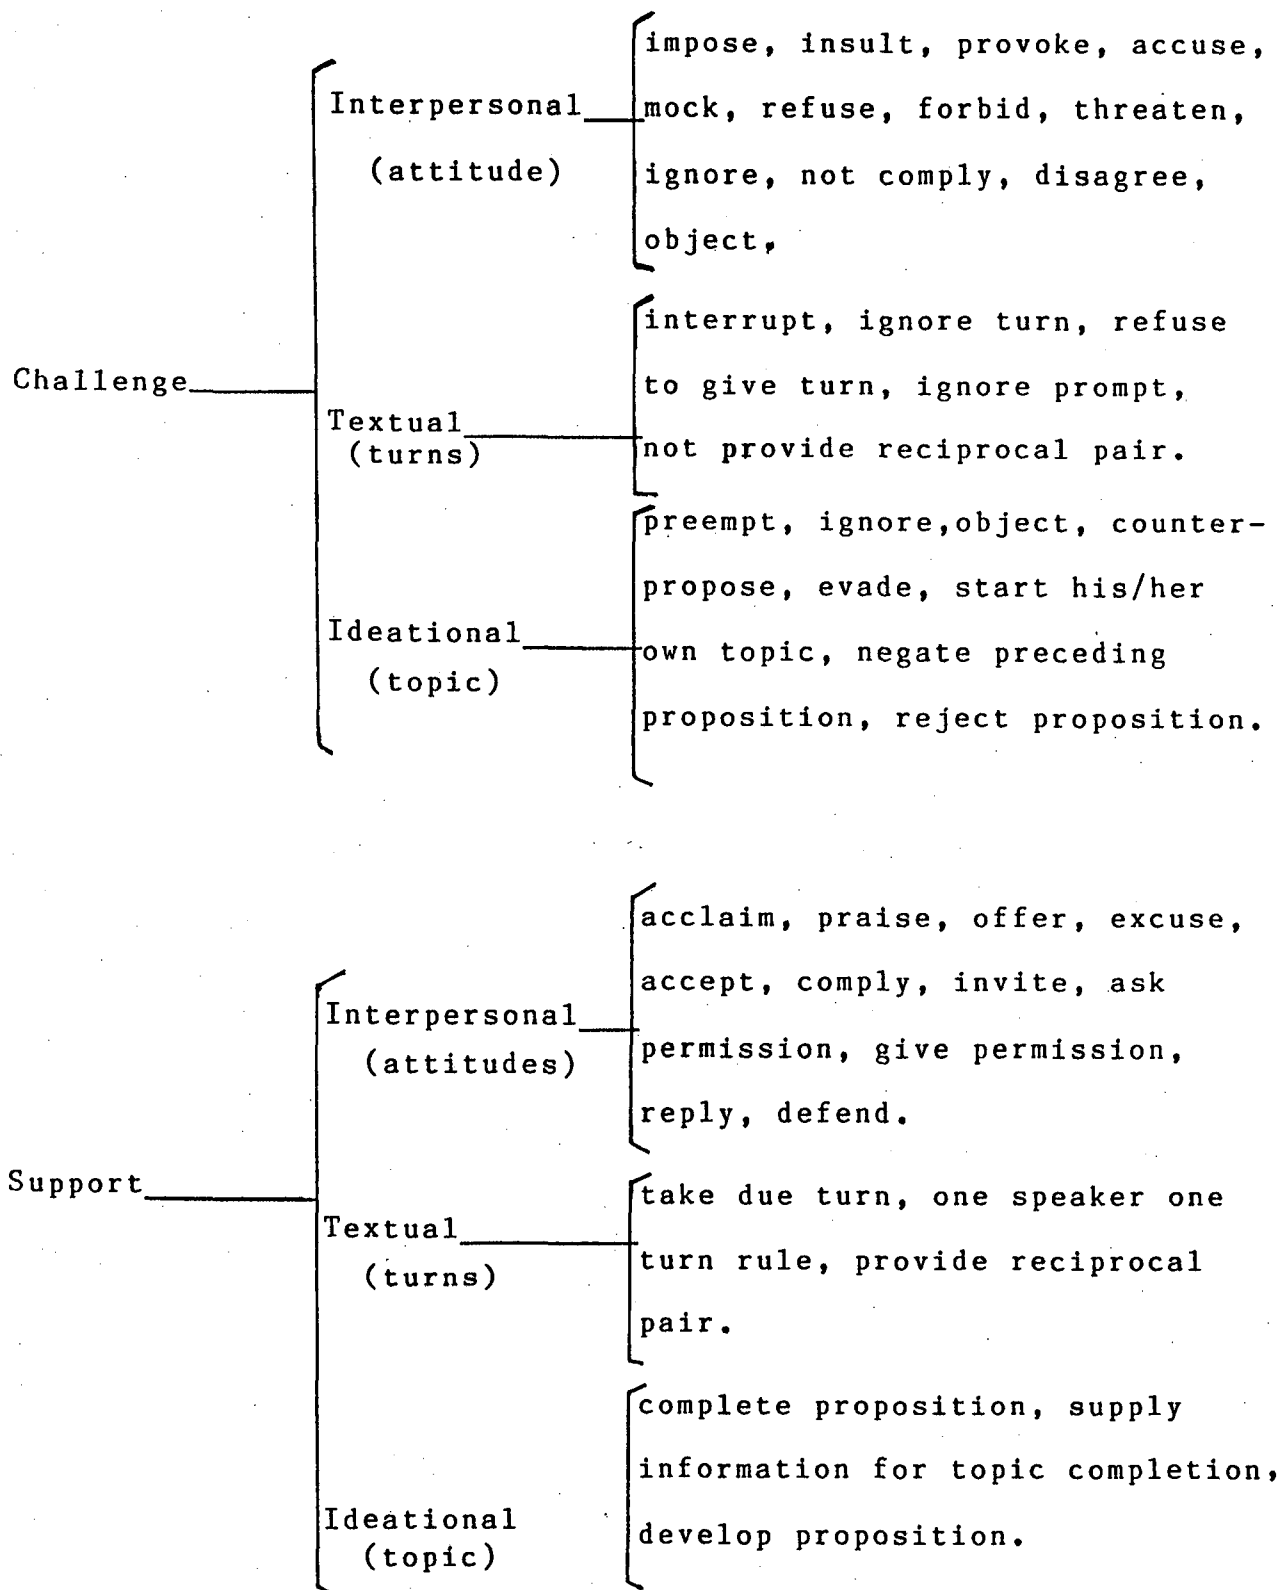 impose, insult, provoke, accuse,
Interpersonal mock, refuse, forbid, threaten,
(attitude) ignore, not comply, disagree,
object,
interrupt, ignore turn, refuse
Challenge to give turn, ignore prompt,
Textual
(turns) not provide reciprocal pair.
preempt, ignore,object, counter-
propose, evade, start his/her
Ideational own topic, negate preceding
(topic)
proposition, reject proposition.
acclaim, praise, offer, excuse,
accept, comply, invite, ask
Interpersonal
(attitudes) permission, give permission,
reply, defend.
Support take due turn, one speaker one
Textual
(turns) turn rule, provide reciprocal
pair.
complete proposition, supply
information for topic completion,
Ideational develop proposition.
(topic)